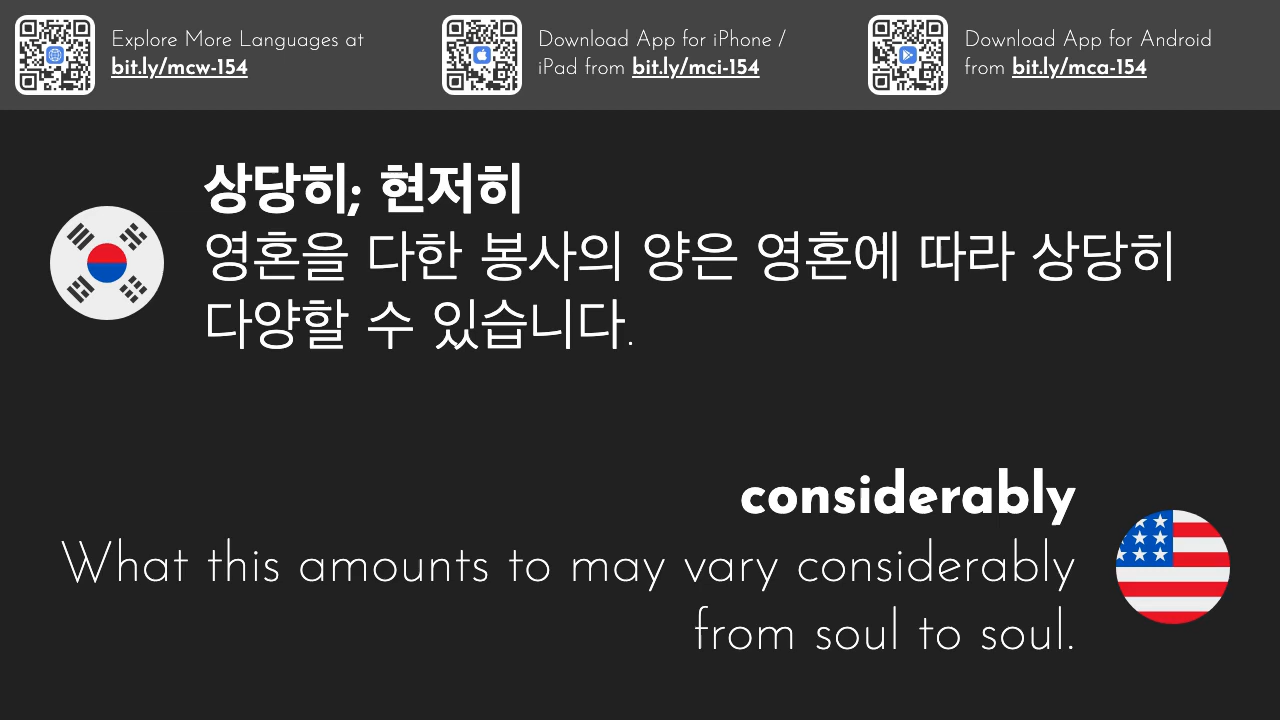 Explore More Languages at
bit.ly/mcw-154
Download App for iPhone /
iPad from bit.ly/mci-154
Download App for Android
from bit.ly/mca-154
상당히; 현저히
영혼을 다한 봉사의 양은 영혼에 따라 상당히
다양할 수 있습니다.
considerably
What this amounts to may vary considerably
from soul to soul.